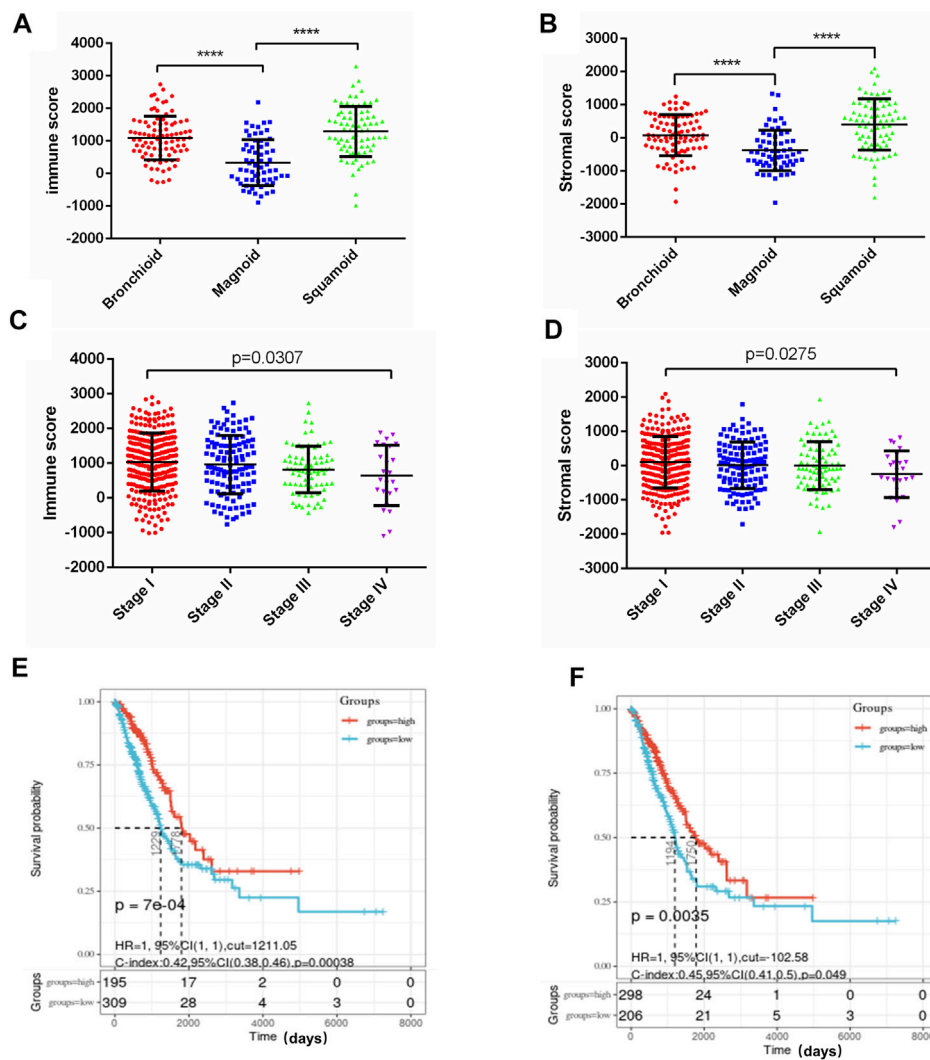 A
immune score
4000
3000
2000
1000
0
-1000
-2000
****
****
Bronchioid
Magnoid
Squamoid
B
Stromal score
3000
2000
1000
0
-1000
-2000
-3000
****
****
Bronchioid
Magnoid
Squamoid
C
Immune score
4000
3000
2000
1000
0
-1000
-2000
p=0.0307
Stage I
Stage II
Stage III
Stage IV
D
Stromal score
3000
2000
1000
0
-1000
-2000
-3000
p=0.0275
Stage I
Stage II
Stage III
Stage IV
E
Survival probability
1.00
0.75
0.50
0.25
0.00
Groups
groups=high
groups=low
1229
1778
p = 7e-04
HR=1, 95%CI(1, 1),cut=1211.05
C-index:0.42,95%CI(0.38,0.46),p=0.00038
Groups
groups=high 195 17 2 0 0
groups=low 309 28 4 3 0
0 2000 4000 6000 8000
Time (days)
F
Survival probability
1.00
0.75
0.50
0.25
0.00
Groups
groups=high
groups=low
1194
1750
p = 0.0035
HR=1, 95%CI(1, 1),cut=-102.58
C-index:0.45,95%CI(0.41,0.5),p=0.049
Groups
groups=high 298 24 1 0 0
groups=low 206 21 5 3 0
0 2000 4000 6000 8000
Time (days)